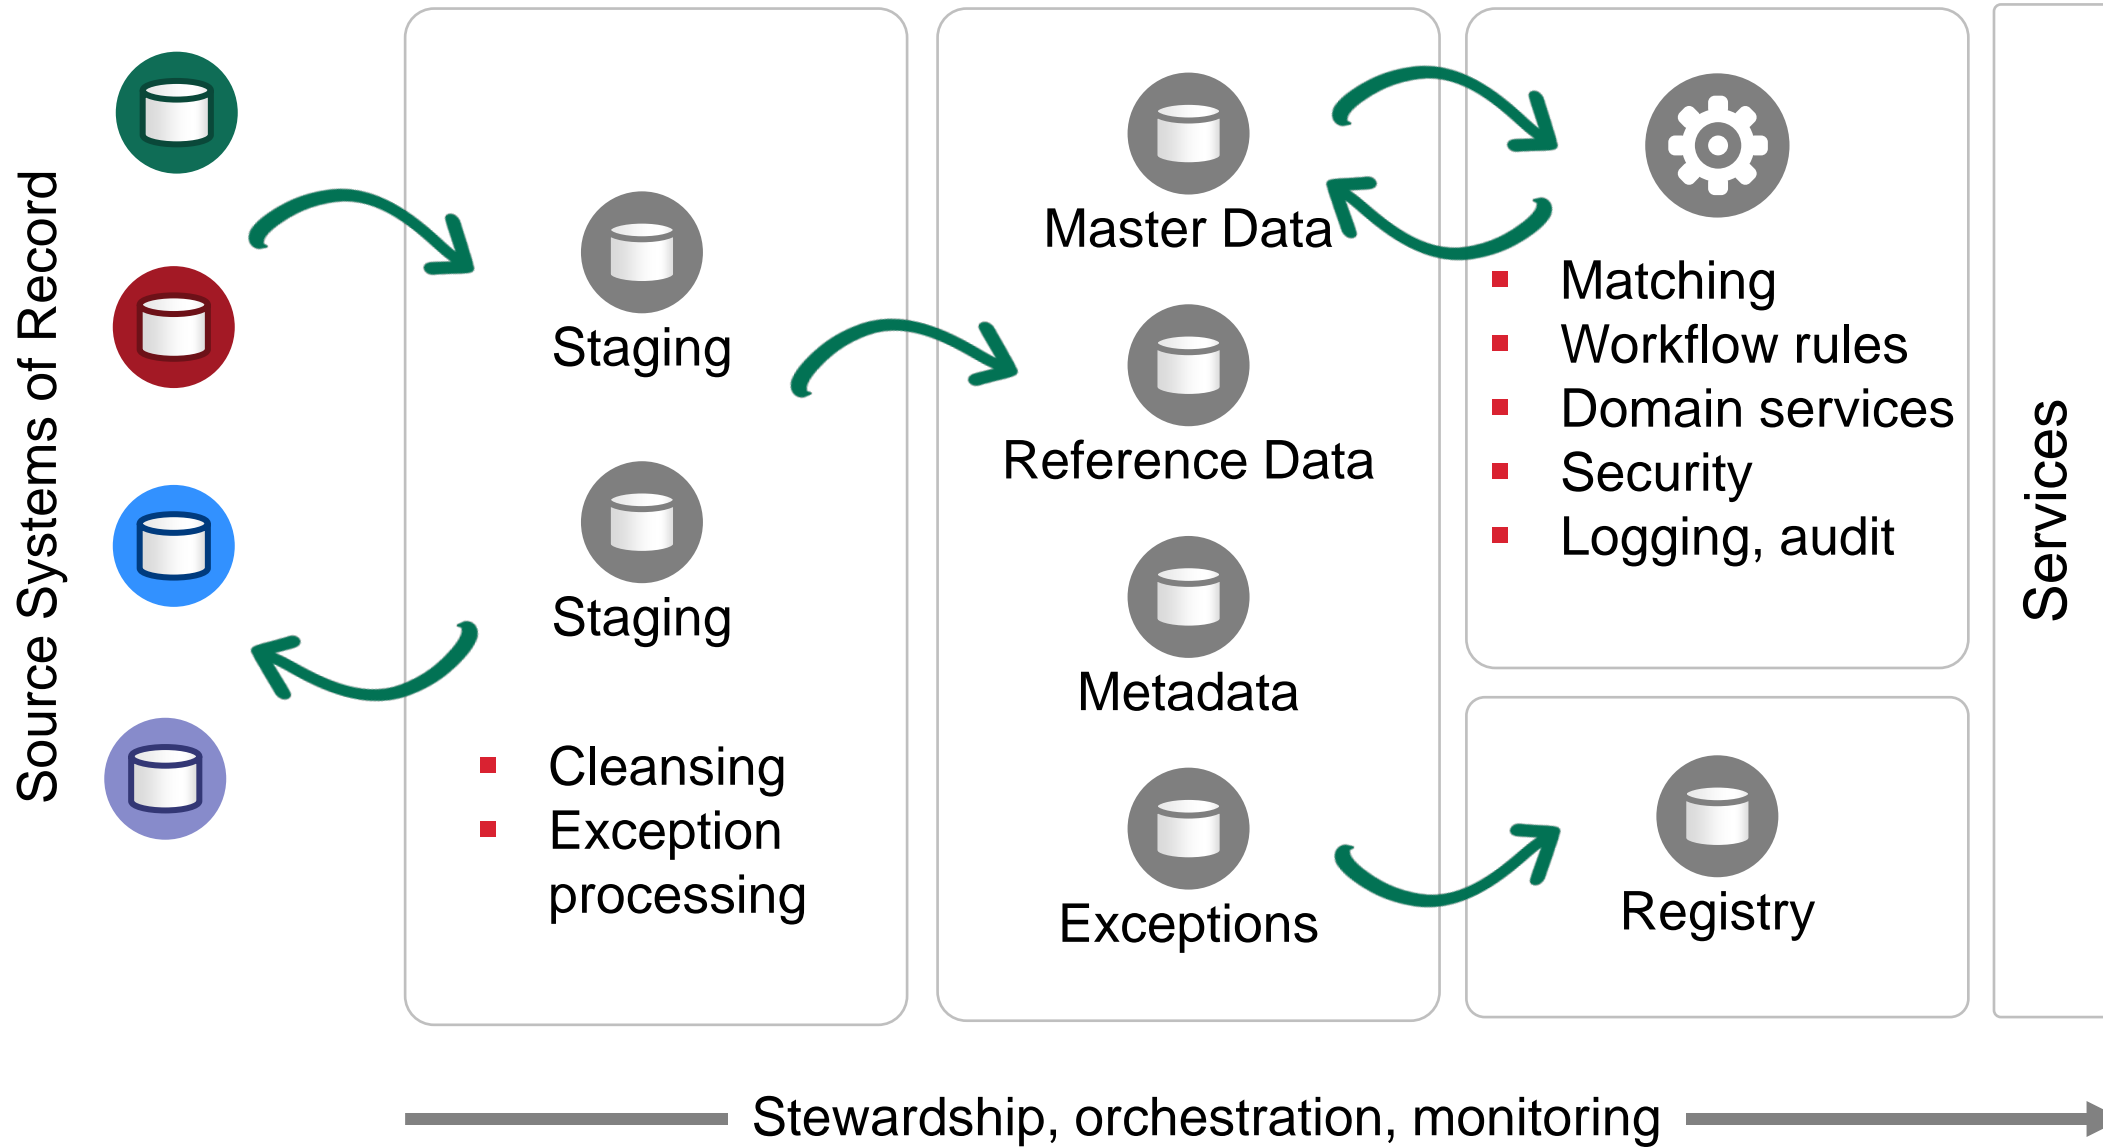 Source Systems of Record
Staging
Staging
▪ Cleansing
▪ Exception
processing
Master Data
Reference Data
Metadata
Exceptions
▪ Matching
▪ Workflow rules
▪ Domain services
▪ Security
▪ Logging, audit
Registry
Services
Stewardship, orchestration, monitoring